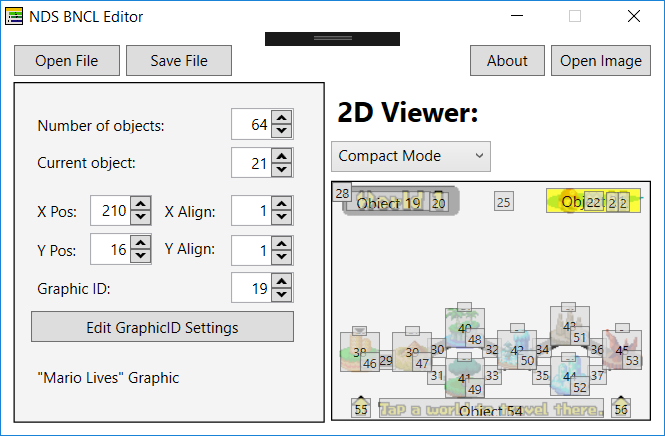 NDS BNCL Editor
Open File
Save File
About
Open Image
Number of objects: 64
Current object: 21
X Pos: 210
X Align: 1
Y Pos: 16
Y Align: 1
Graphic ID: 19
Edit GraphicID Settings
"Mario Lives" Graphic
2D Viewer:
Compact Mode
28
Object 19
20
25
Object
22
2
2
40
48
43
51
39
46
29
47
30
32
42
50
34
36
45
53
31
41
49
33
35
44
52
37
55
Tap a world to travel there.
Object 54
56